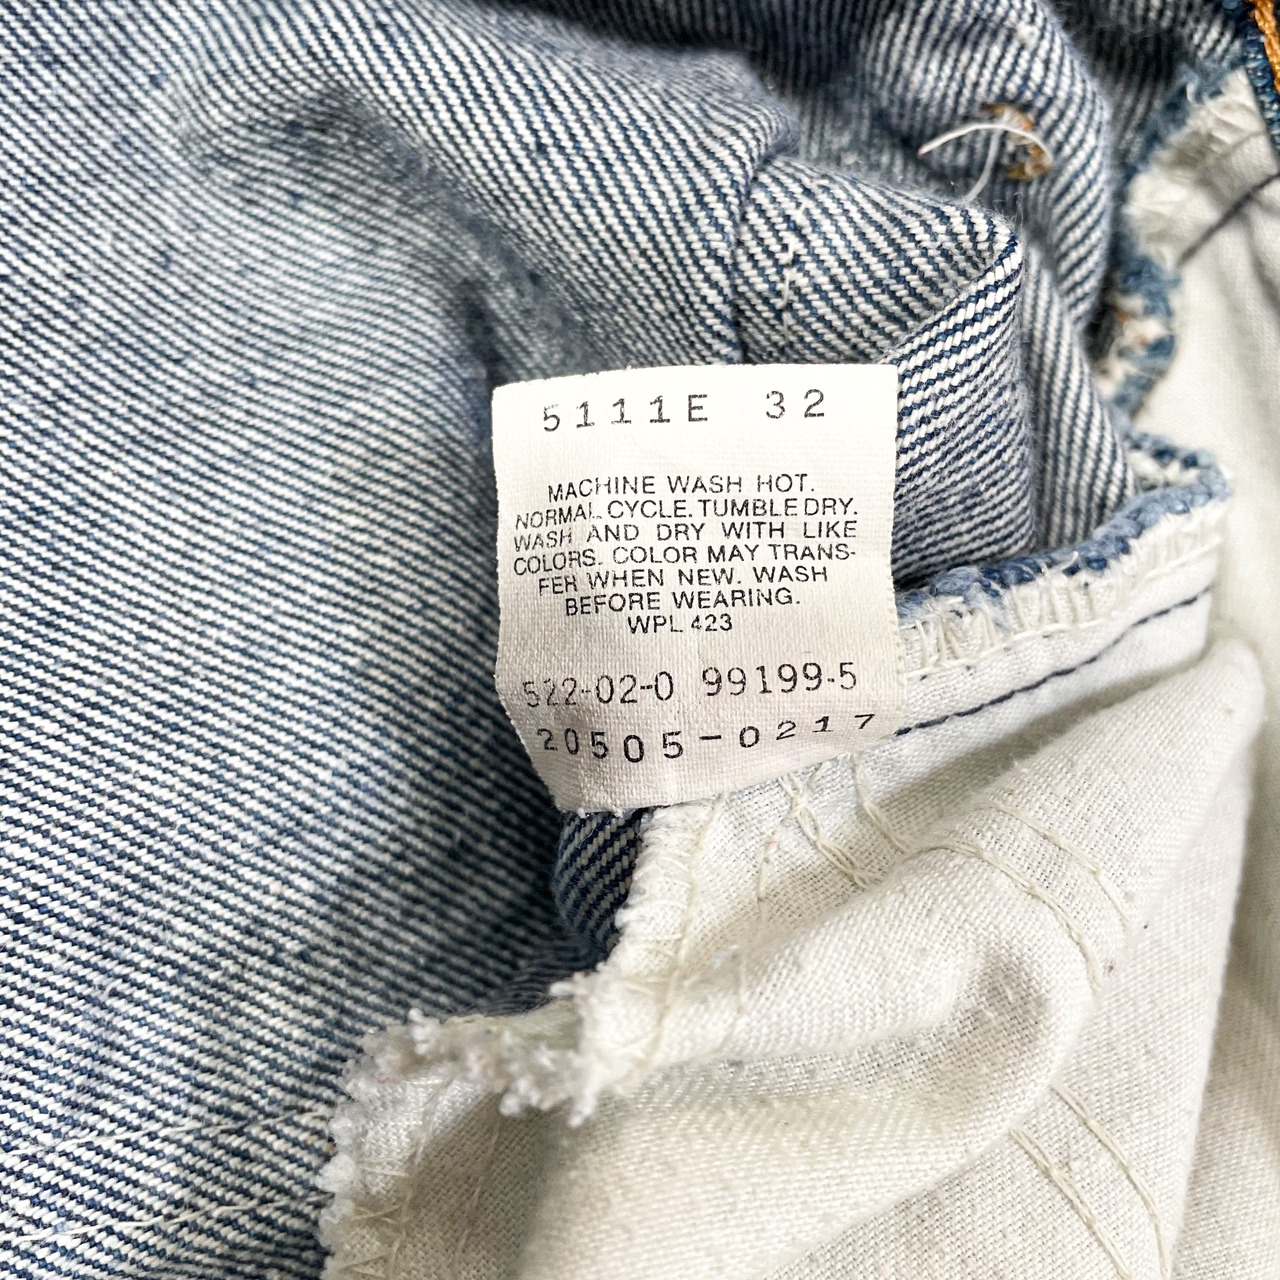 5111E 32
MACHINE WASH HOT.
NORMAL CYCLE. TUMBLE DRY.
WASH AND DRY WITH LIKE
COLORS. COLOR MAY TRANS-
FER WHEN NEW. WASH
BEFORE WEARING.
WPL 423
522-02-0 99199-5
20505-0217